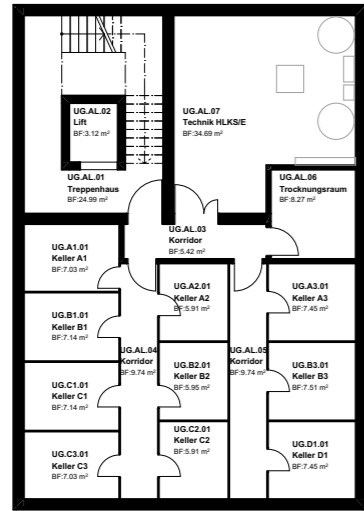 UG.AL.02
Lift
BF:3.12 m²
UG.AL.07
Technik HLKS/E
BF:34.69 m²
UG.AL.01
Treppenhaus
BF:24.99 m²
UG.AL.06
Trocknungsraum
BF:8.27 m²
UG.AL.03
Korridor
BF:5.42 m²
UG.A1.01
Keller A1
BF:7.03 m²
UG.A2.01
Keller A2
BF:5.91 m²
UG.A3.01
Keller A3
BF:7.45 m²
UG.B1.01
Keller B1
BF:7.14 m²
UG.AL.04
Korridor
BF:9.74 m²
UG.B2.01
Keller B2
BF:5.95 m²
UG.AL.05
Korridor
BF:9.74 m²
UG.B3.01
Keller B3
BF:7.51 m²
UG.C1.01
Keller C1
BF:7.14 m²
UG.C2.01
Keller C2
BF:5.91 m²
UG.C3.01
Keller C3
BF:7.03 m²
UG.D1.01
Keller D1
BF:7.45 m²